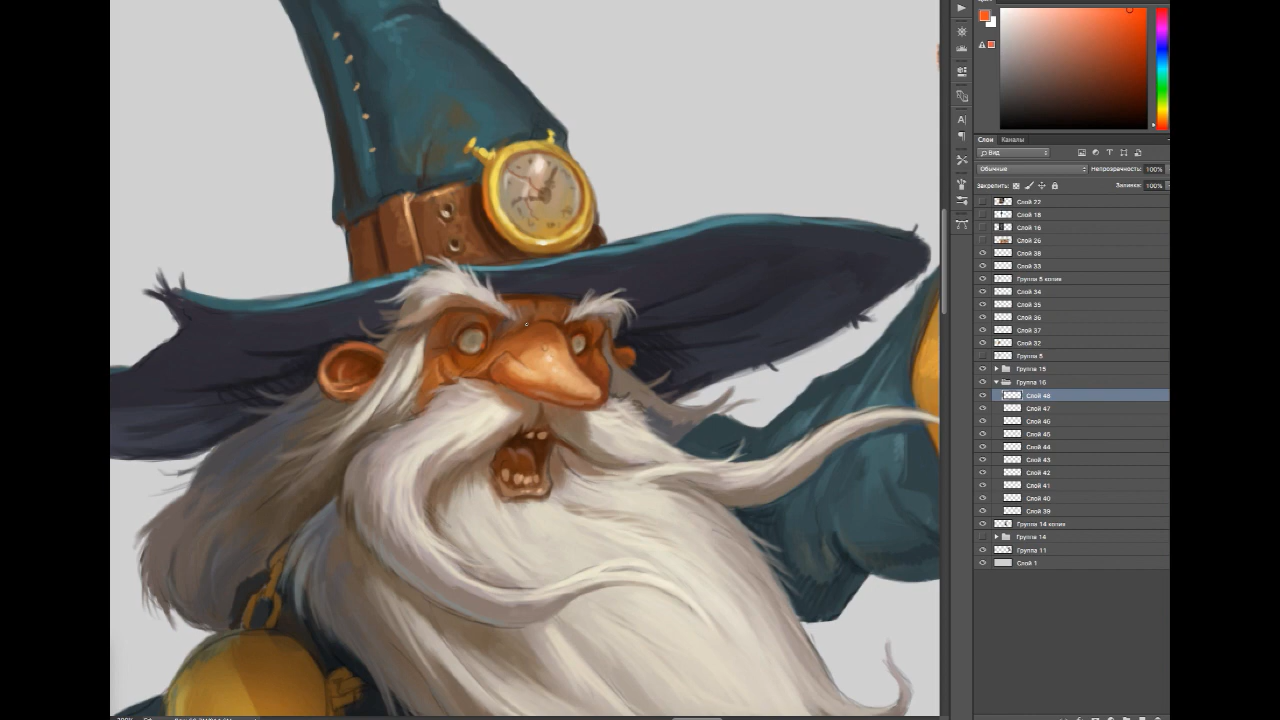 Слои Каналы
Вид
Обычные Непрозрачность: 100%
Закрепить: Заливка: 100%
Слой 22
Слой 18
Слой 16
Слой 26
Слой 38
Слой 33
Группа 5 копия
Слой 34
Слой 35
Слой 36
Слой 37
Слой 32
Группа 5
Группа 15
Группа 16
Слой 48
Слой 47
Слой 46
Слой 45
Слой 44
Слой 43
Слой 42
Слой 41
Слой 40
Слой 39
Группа 14 копия
Группа 14
Группа 11
Слой 1